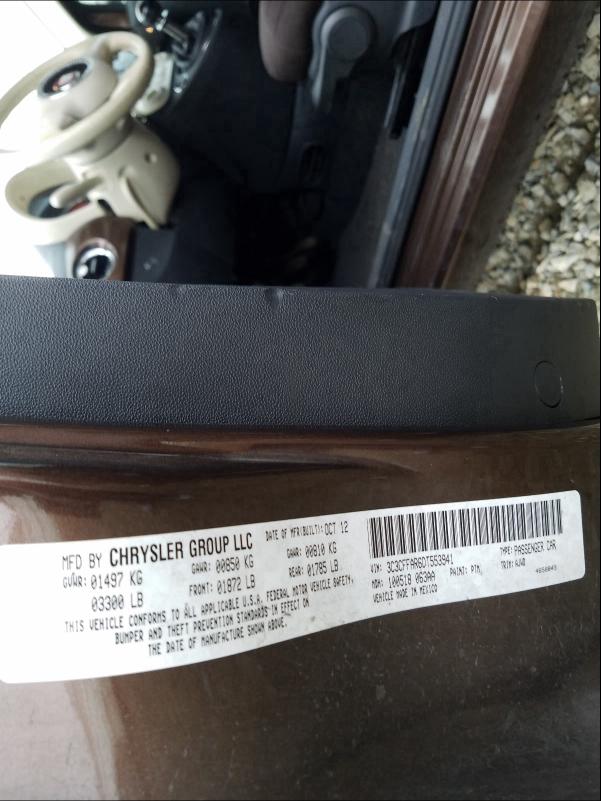 MFD BY CHRYSLER GROUP LLC
DATE OF MFR(BUILT): OCT 12
GVWR: 01497 KG
03300 LB
GAWR: 00850 KG
FRONT: 01872 LB
GAWR: 00810 KG
REAR: 01785 LB
THIS VEHICLE CONFORMS TO ALL APPLICABLE U.S.A. FEDERAL MOTOR VEHICLE SAFETY,
BUMPER AND THEFT PREVENTION STANDARDS IN EFFECT ON
THE DATE OF MANUFACTURE SHOWN ABOVE.
VIN: 3C3CFFAR6DT553941
TYPE: PASSENGER CAR
MDH: 100518 063AA
PAINT:
TRIM:
VEHICLE MADE IN MEXICO